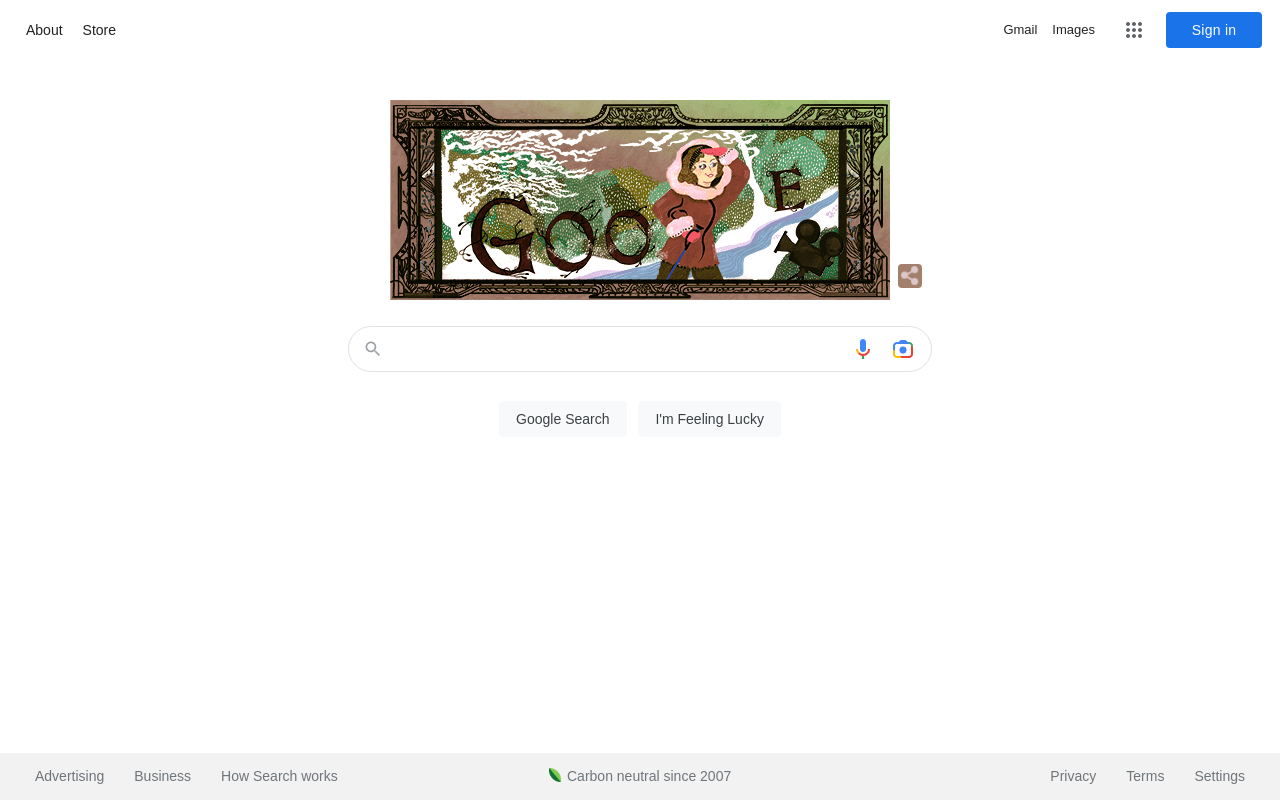 About Store
Gmail Images Sign in
GOO E
Google Search I'm Feeling Lucky
Advertising Business How Search works Carbon neutral since 2007 Privacy Terms Settings